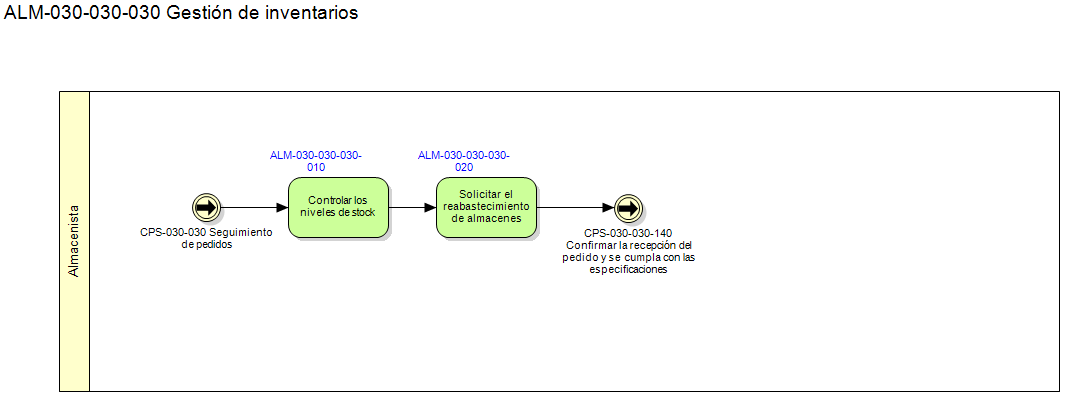 ALM-030-030-030 Gestión de inventarios
Almacenista
CPS-030-030 Seguimiento
de pedidos
ALM-030-030-030-
010
Controlar los
niveles de stock
ALM-030-030-030-
020
Solicitar el
reabastecimiento
de almacenes
CPS-030-030-140
Confirmar la recepción del
pedido y se cumpla con las
especificaciones